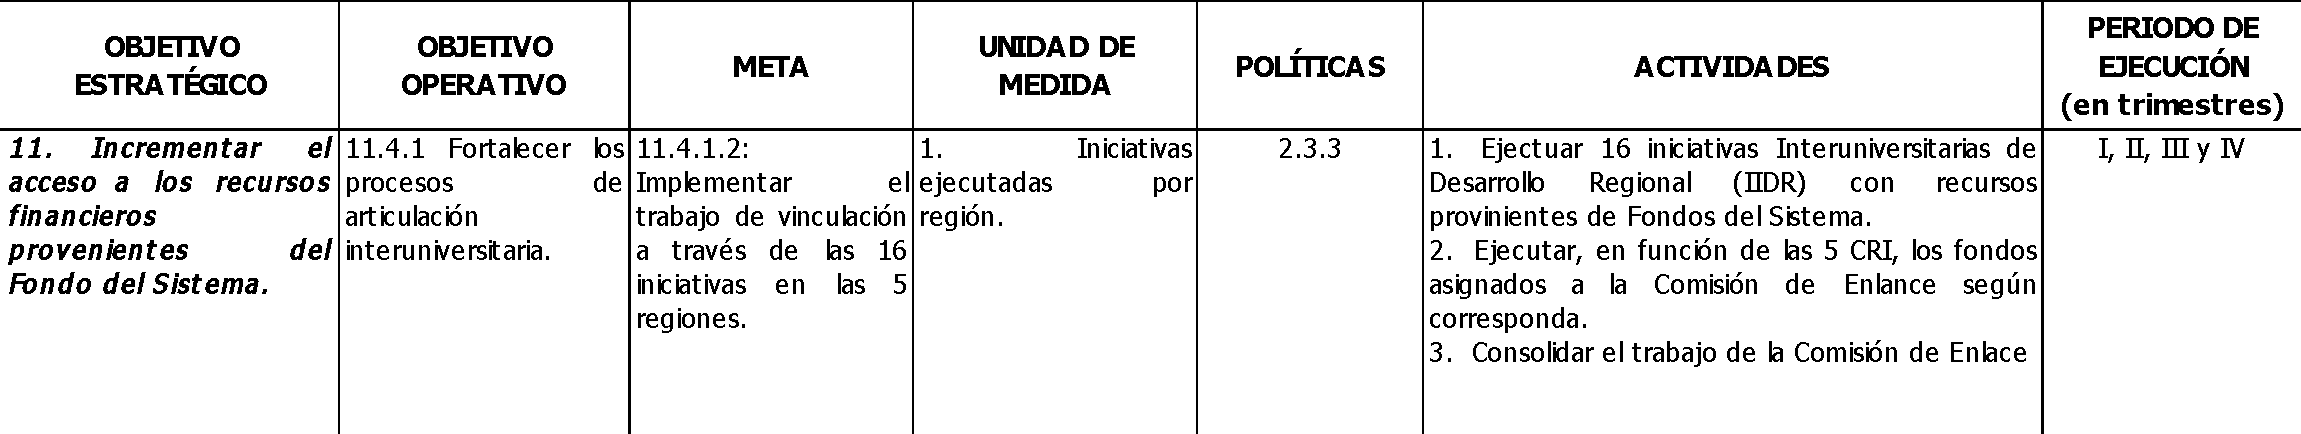 OBJETIVO
ESTRATÉGICO
OBJETIVO
OPERATIVO
META
UNIDAD DE
MEDIDA
POLÍTICAS
ACTIVIDADES
PERIODO DE
EJECUCIÓN
(en trimestres)
11. Incrementar el
acceso a los recursos
financieros
provenientes del
Fondo del Sistema.
11.4.1 Fortalecer los
procesos de
articulación
interuniversitaria.
11.4.1.2:
Implementar el
trabajo de vinculación
a través de las 16
iniciativas en las 5
regiones.
1. Iniciativas
ejecutadas por
región.
2.3.3
1. Ejectuar 16 iniciativas Interuniversitarias de
Desarrollo Regional (IIDR) con recursos
provinientes de Fondos del Sistema.
2. Ejecutar, en función de las 5 CRI, los fondos
asignados a la Comisión de Enlance según
corresponda.
3. Consolidar el trabajo de la Comisión de Enlace
I, II, III y IV